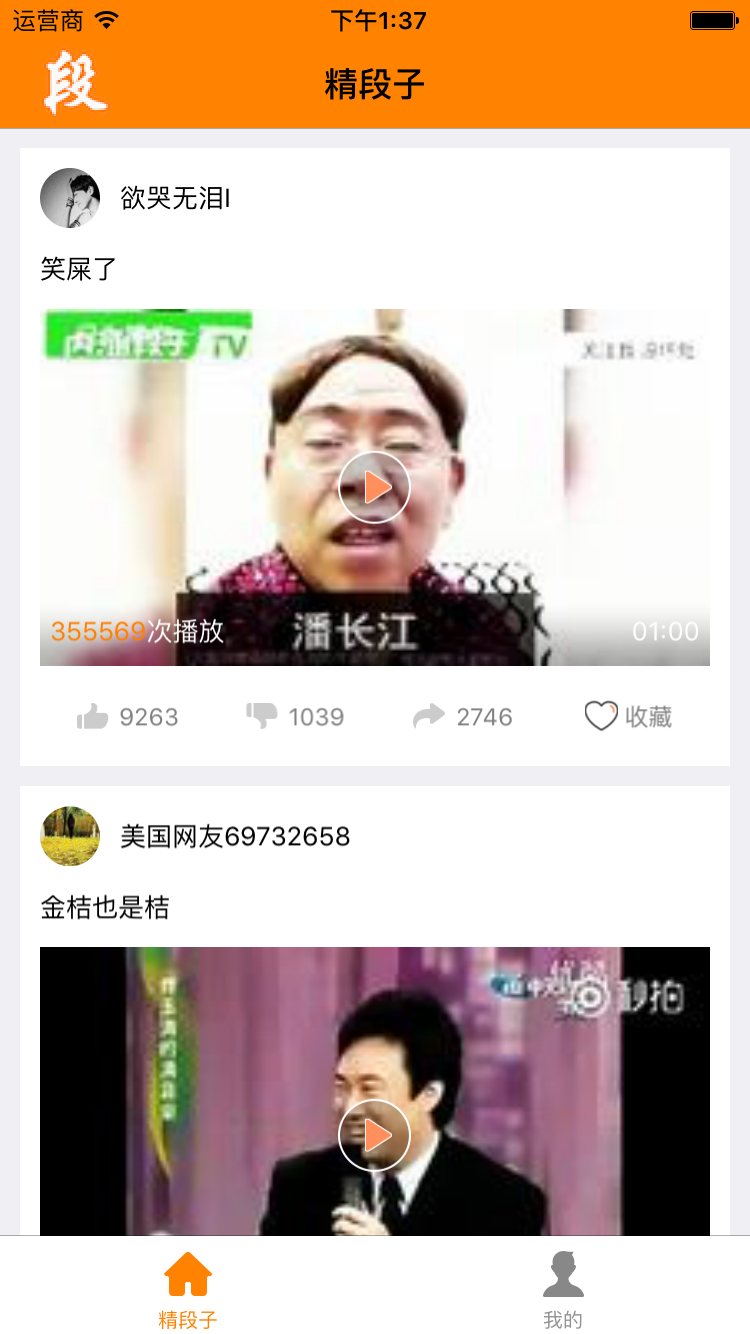 运营商 下午1:37
段 精段子
欲哭无泪I
笑屎了
TV
潘长江
355569次播放 01:00
9263 1039 2746 收藏
美国网友69732658
金桔也是桔
秒拍
精段子 我的